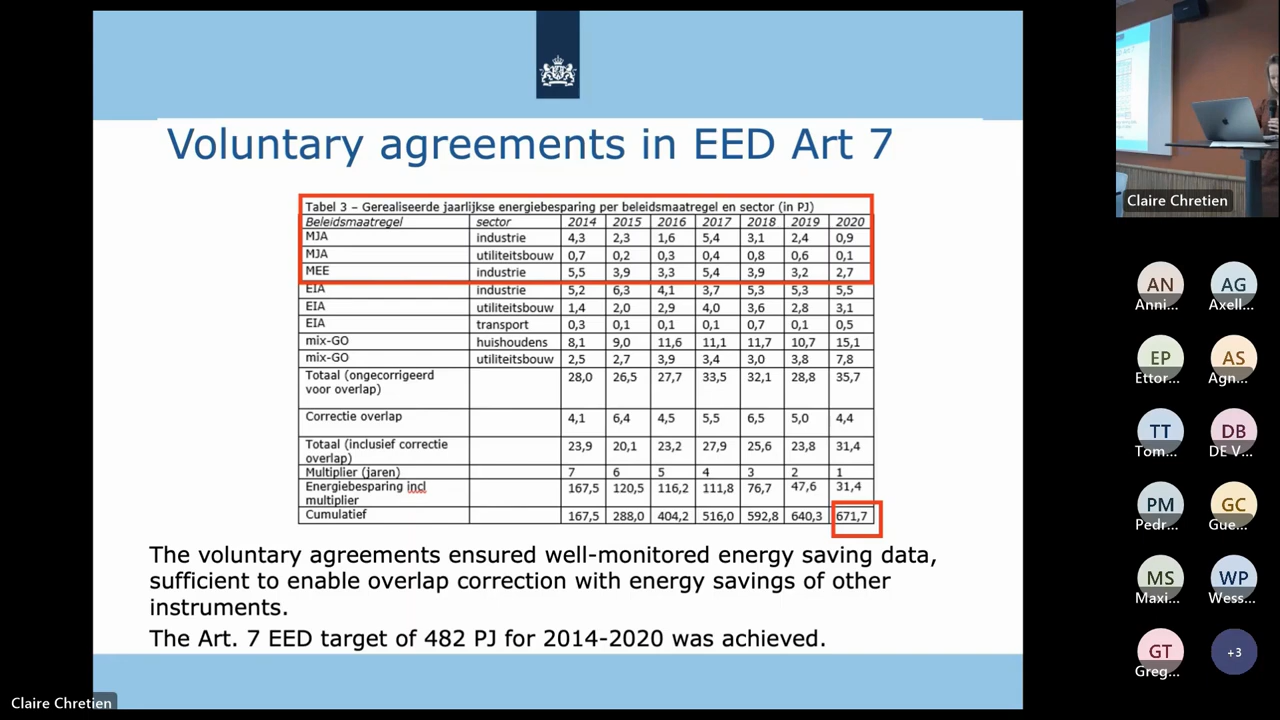 Voluntary agreements in EED Art 7
Tabel 3 – Gerealiseerde jaarlijkse energiebesparing per beleidsmaatregel en sector (in PJ)
Beleidsmaatregel sector 2014 2015 2016 2017 2018 2019 2020
MJA industrie 4,3 2,3 1,6 5,4 3,1 2,4 0,9
MJA utiliteitsbouw 0,7 0,2 0,3 0,4 0,8 0,6 0,1
MEE industrie 5,5 3,9 3,3 5,4 3,9 3,2 2,7
EIA industrie 5,2 6,3 4,1 3,7 5,3 5,3 5,5
EIA utiliteitsbouw 1,4 2,0 2,9 4,0 3,6 2,8 3,1
EIA transport 0,3 0,1 0,1 0,1 0,7 0,1 0,5
mix-GO huishoudens 8,1 9,0 11,6 11,1 11,7 10,7 15,1
mix-GO utiliteitsbouw 2,5 2,7 3,9 3,4 3,0 3,8 7,8
Totaal (ongecorrigeerd 28,0 26,5 27,7 33,5 32,1 28,8 35,7
voor overlap)
Correctie overlap 4,1 6,4 4,5 5,5 6,5 5,0 4,4
Totaal (inclusief correctie 23,9 20,1 23,2 27,9 25,6 23,8 31,4
overlap)
Multiplier (jaren) 7 6 5 4 3 2 1
Energiebesparing incl 167,5 120,5 116,2 111,8 76,7 47,6 31,4
multiplier
Cumulatief 167,5 288,0 404,2 516,0 592,8 640,3 671,7
The voluntary agreements ensured well-monitored energy saving data,
sufficient to enable overlap correction with energy savings of other
instruments.
The Art. 7 EED target of 482 PJ for 2014-2020 was achieved.
Claire Chretien
Claire Chretien
AN AG
Anni... Axell...
EP AS
Ettor... Agn...
TT DB
Tom... DE V...
PM GC
Pedr... Gue...
MS WP
Maxi... Wess...
GT +3
Greg...